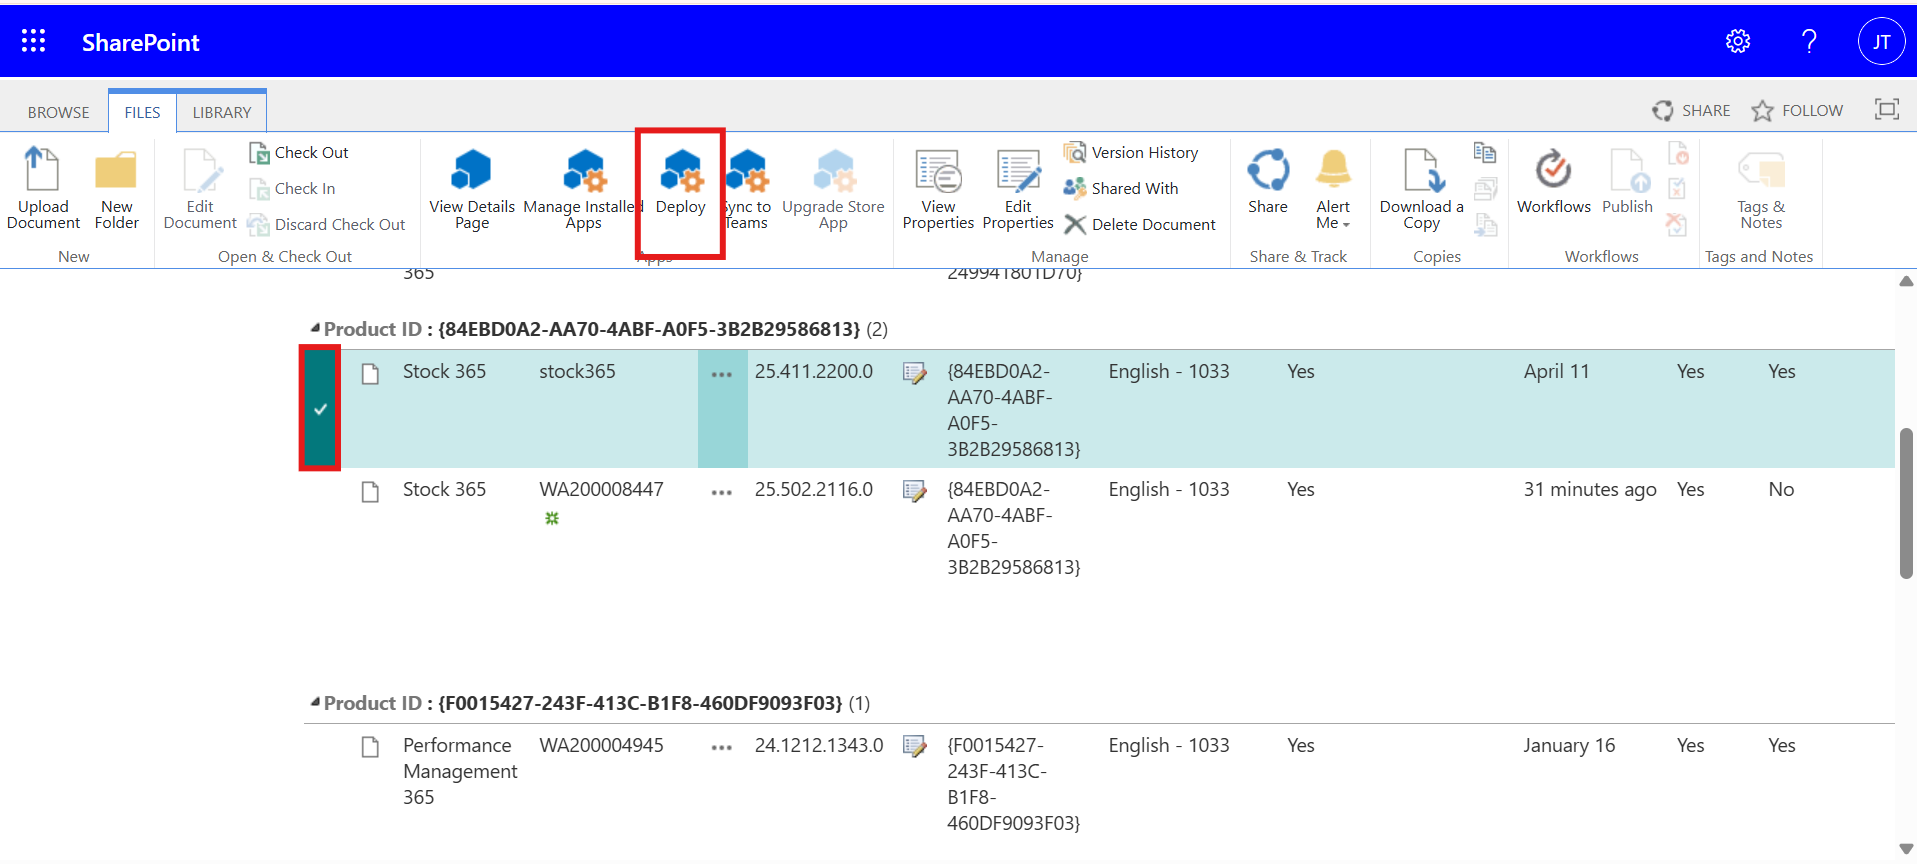 SharePoint
JT
BROWSE FILES LIBRARY SHARE FOLLOW
Upload Document
New Folder
New
Edit Document
Check Out
Check In
Discard Check Out
Open & Check Out
View Details Page
Manage Installed Apps
Deploy
Sync to Teams
Upgrade Store App
Apps
View Properties
Edit Properties
Version History
Shared With
Delete Document
Manage
Share
Alert Me
Share & Track
Download a Copy
Copies
Workflows
Publish
Workflows
Tags & Notes
Tags and Notes
365 249941801D70}
Product ID : {84EBD0A2-AA70-4ABF-A0F5-3B2B29586813} (2)
Stock 365 stock365 ... 25.411.2200.0 {84EBD0A2- English - 1033 Yes April 11 Yes Yes
AA70-4ABF-
A0F5-
3B2B29586813}
Stock 365 WA200008447 ... 25.502.2116.0 {84EBD0A2- English - 1033 Yes 31 minutes ago Yes No
AA70-4ABF-
A0F5-
3B2B29586813}
Product ID : {F0015427-243F-413C-B1F8-460DF9093F03} (1)
Performance WA200004945 ... 24.1212.1343.0 {F0015427- English - 1033 Yes January 16 Yes Yes
Management 243F-413C-
365 B1F8-
460DF9093F03}